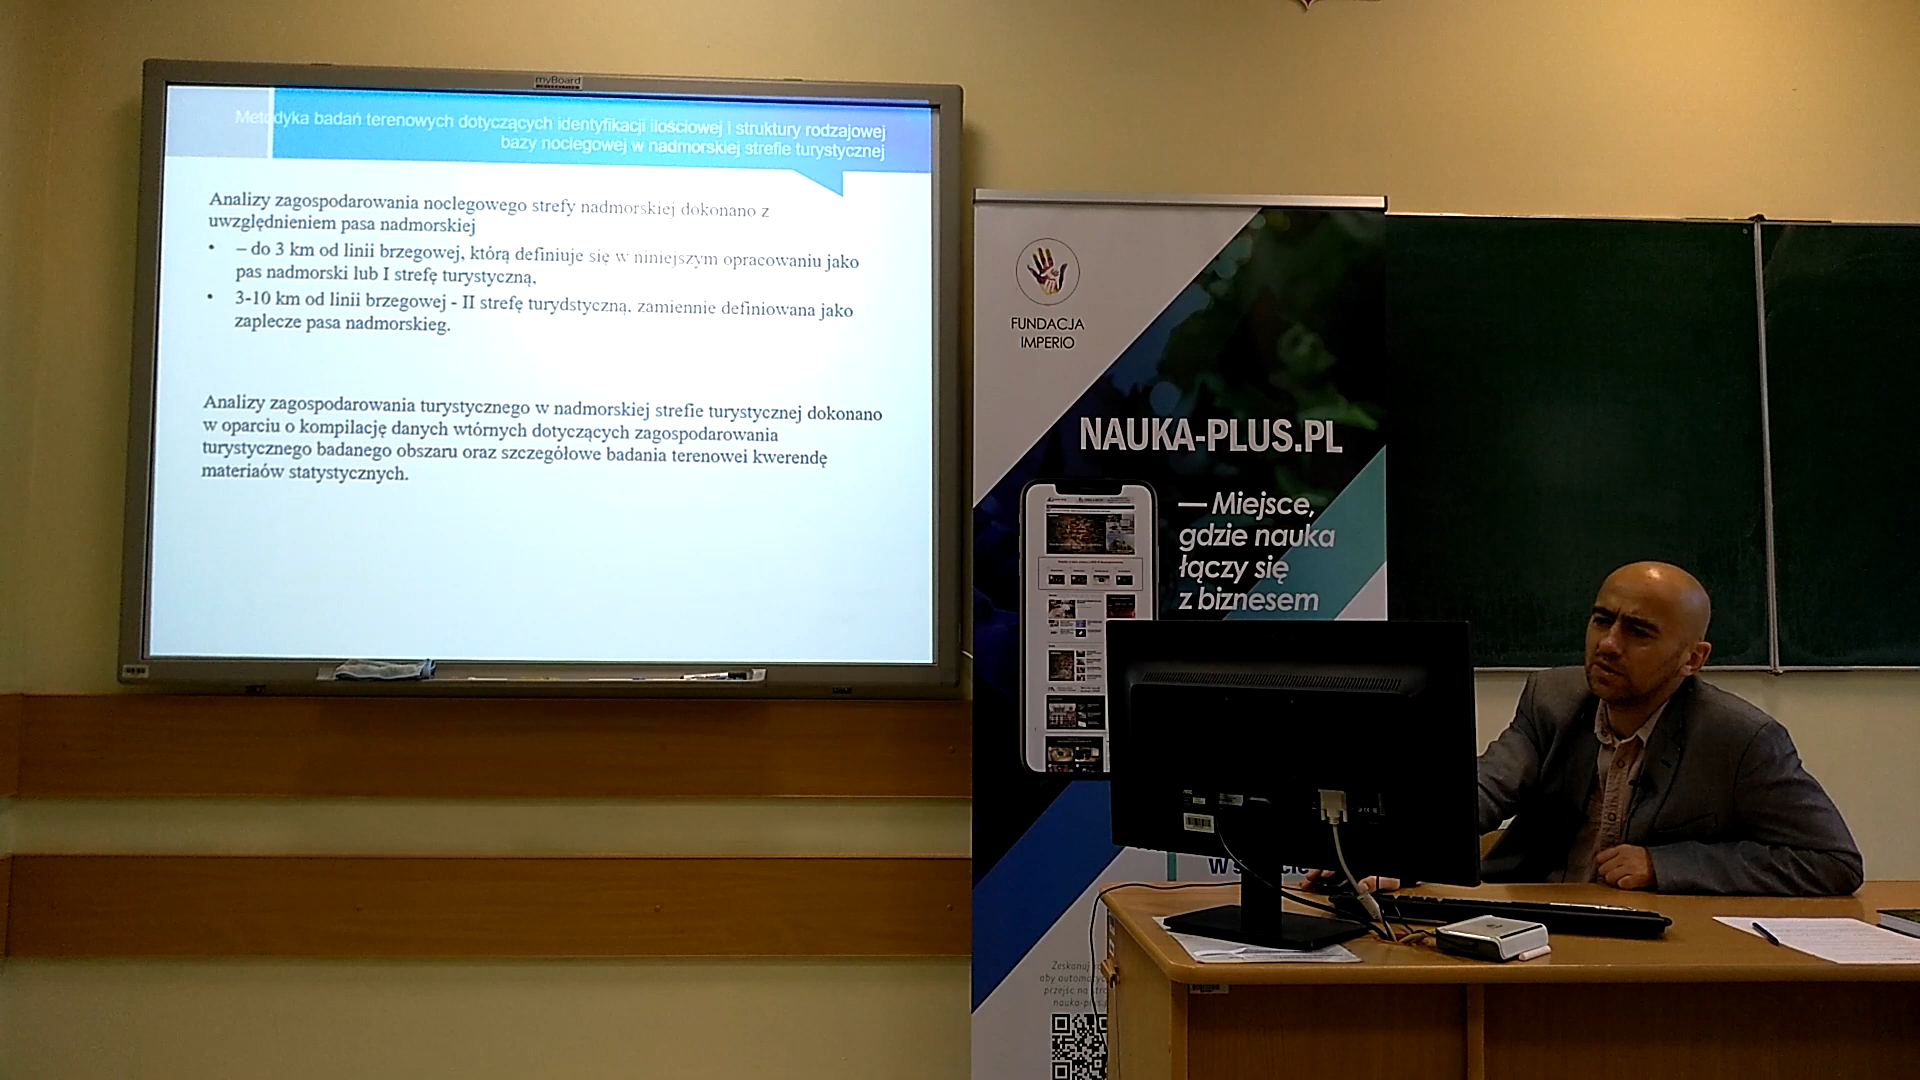 myBoard
Metodyka badań terenowych dotyczących identyfikacji ilościowej i struktury rodzajowej
bazy noclegowej w nadmorskiej strefie turystycznej
Analizy zagospodarowania noclegowego strefy nadmorskiej dokonano z
uwzględnieniem pasa nadmorskiej
• – do 3 km od linii brzegowej, którą definiuje się w niniejszym opracowaniu jako
pas nadmorski lub I strefę turystyczną,
• 3-10 km od linii brzegowej - II strefę turydstyczną, zamiennie definiowana jako
zaplecze pasa nadmorskieg.
Analizy zagospodarowania turystycznego w nadmorskiej strefie turystycznej dokonano
w oparciu o kompilację danych wtórnych dotyczących zagospodarowania
turystycznego badanego obszaru oraz szczegółowe badania terenowei kwerendę
materiaów statystycznych.
FUNDACJA
IMPERIO
NAUKA-PLUS.PL
— Miejsce,
gdzie nauka
łączy się
z biznesem
Zeskanuj
aby
przejść na